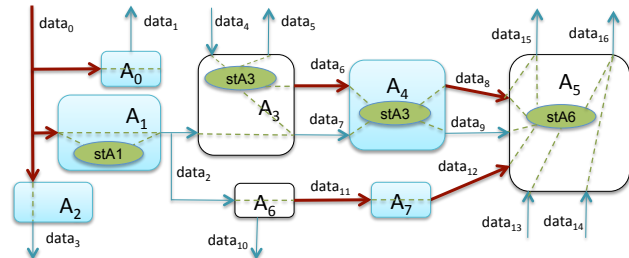 data₀
data₁
data₄
data₅
data₁₅
data₁₆
A₀
stA3
A₃
data₆
A₄
stA3
data₈
A₅
stA6
A₁
stA1
data₇
data₉
data₂
data₁₂
A₂
A₆
data₁₁
A₇
data₃
data₁₀
data₁₃
data₁₄